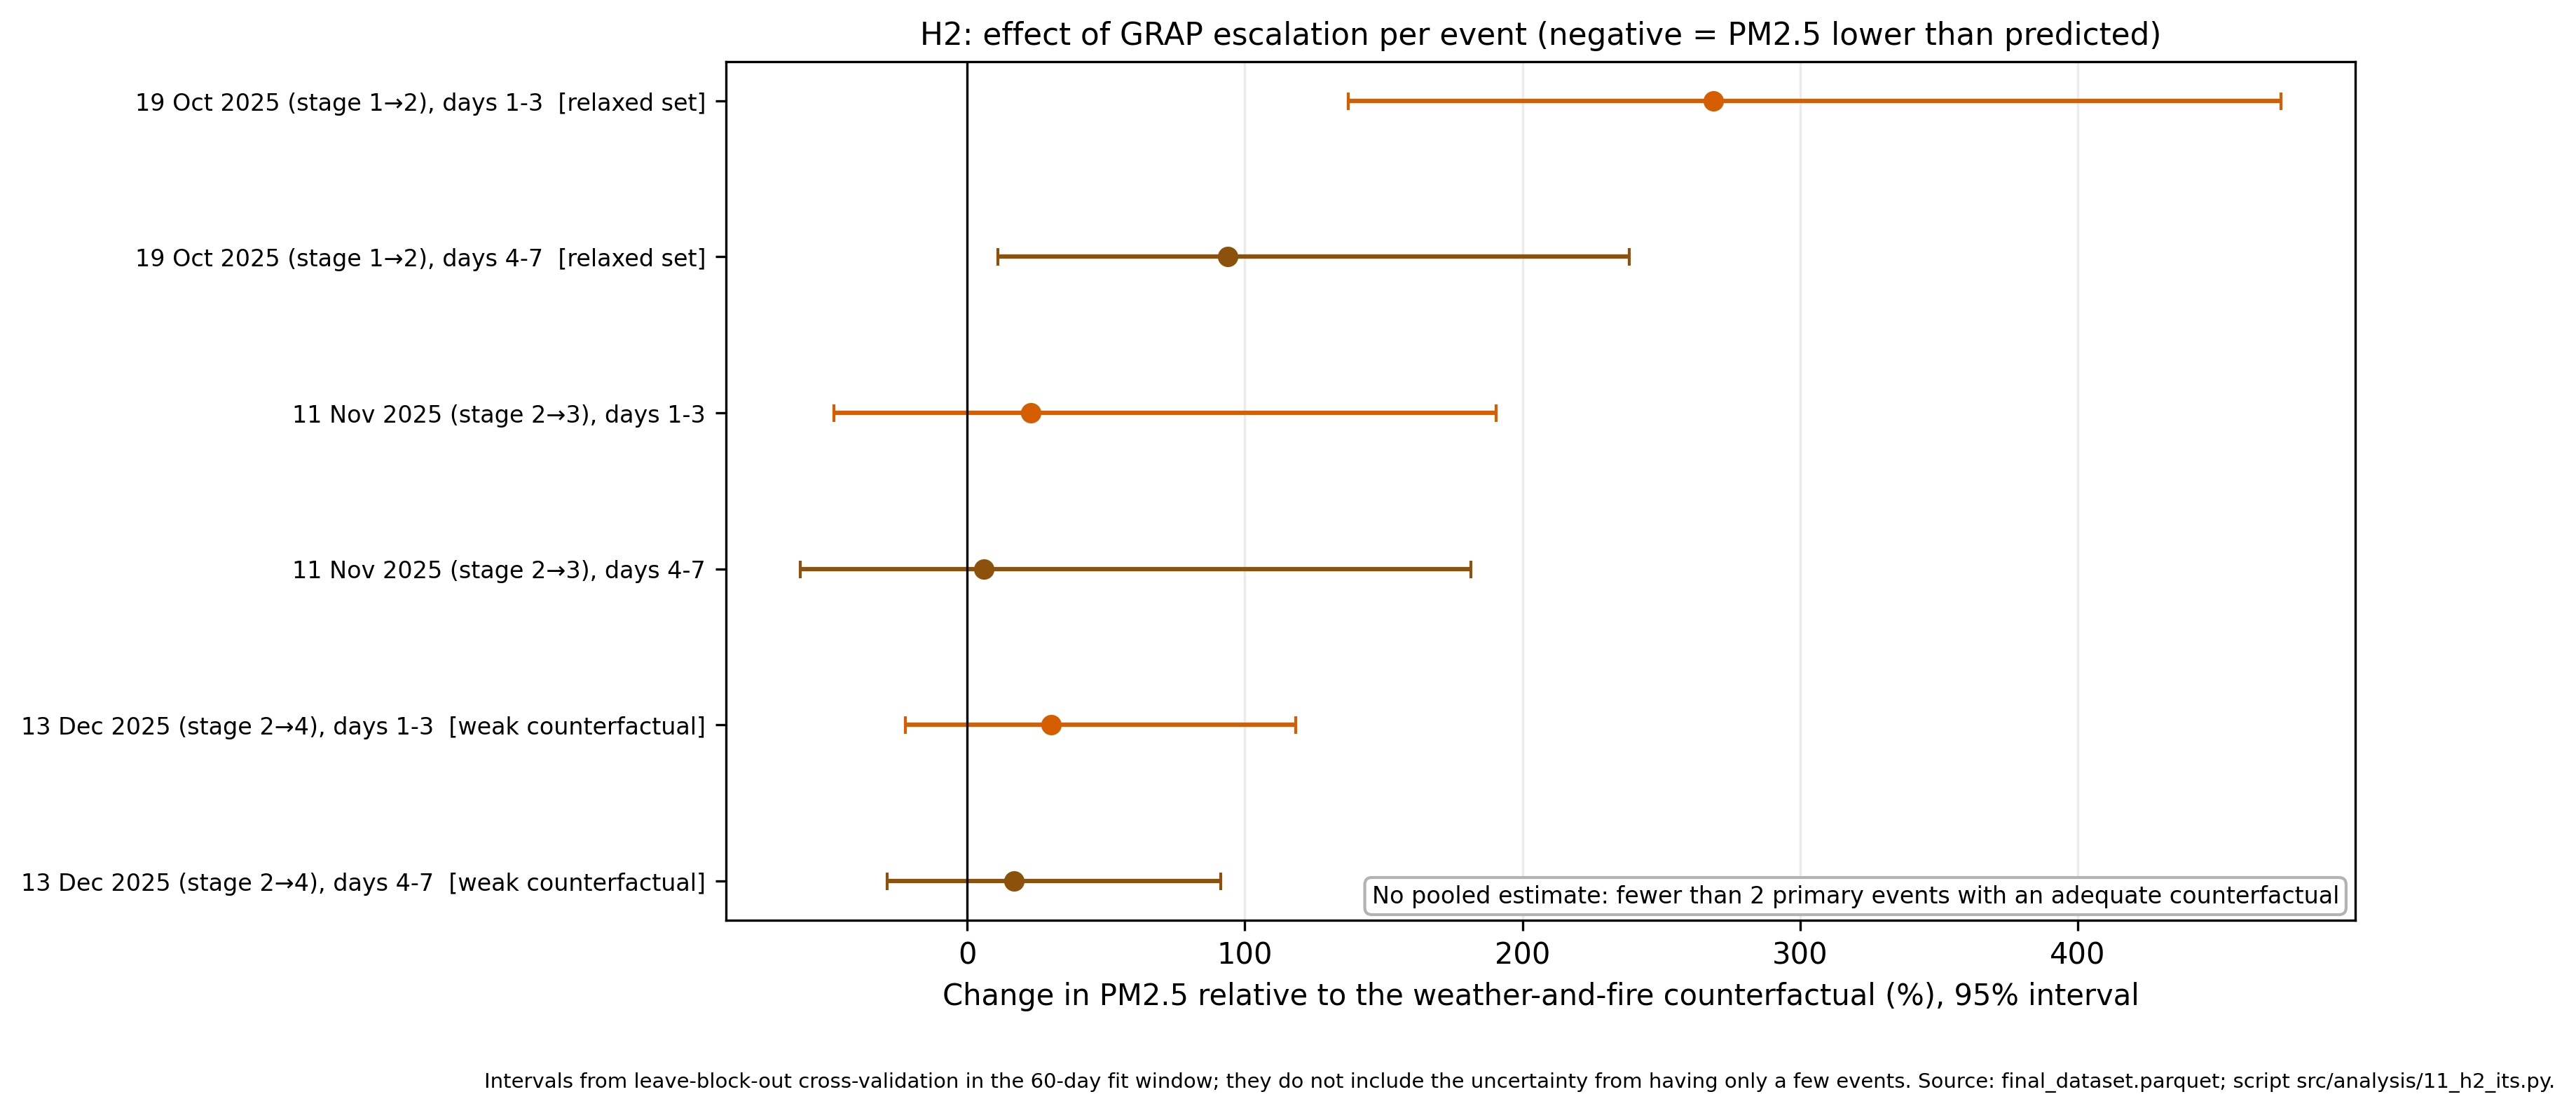 H2: effect of GRAP escalation per event (negative = PM2.5 lower than predicted)
19 Oct 2025 (stage 1→2), days 1-3  [relaxed set]
19 Oct 2025 (stage 1→2), days 4-7  [relaxed set]
11 Nov 2025 (stage 2→3), days 1-3
11 Nov 2025 (stage 2→3), days 4-7
13 Dec 2025 (stage 2→4), days 1-3  [weak counterfactual]
13 Dec 2025 (stage 2→4), days 4-7  [weak counterfactual]
No pooled estimate: fewer than 2 primary events with an adequate counterfactual
0 100 200 300 400
Change in PM2.5 relative to the weather-and-fire counterfactual (%), 95% interval
Intervals from leave-block-out cross-validation in the 60-day fit window; they do not include the uncertainty from having only a few events. Source: final_dataset.parquet; script src/analysis/11_h2_its.py.